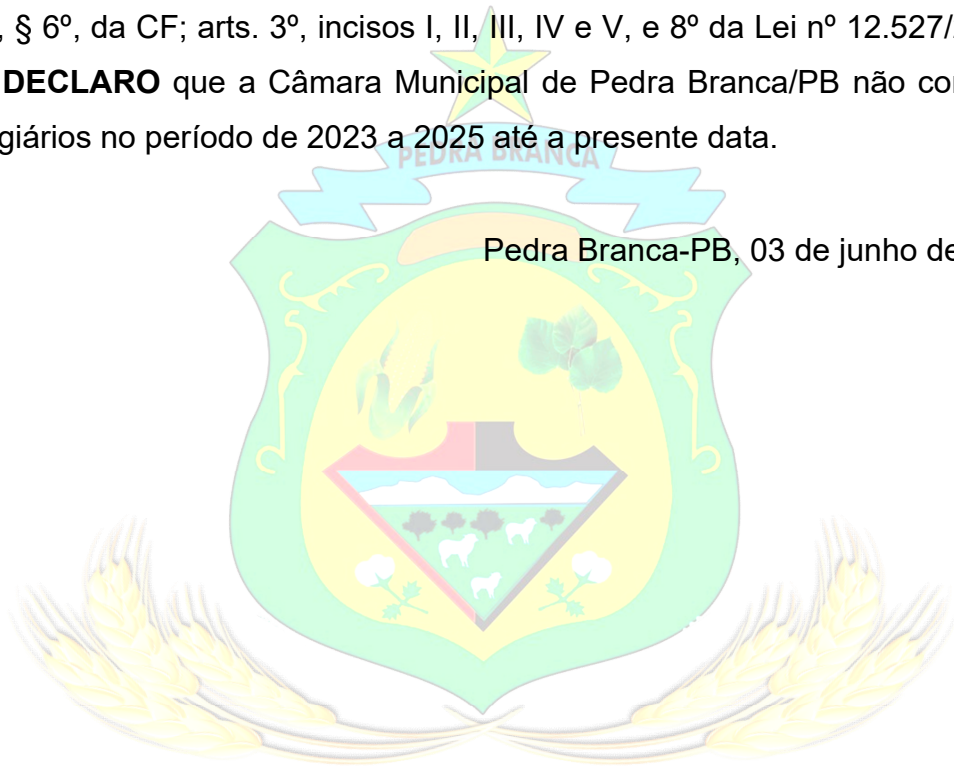 , § 6º, da CF; arts. 3º, incisos I, II, III, IV e V, e 8º da Lei nº 12.527/
DECLARO que a Câmara Municipal de Pedra Branca/PB não co
giários no período de 2023 a 2025 até a presente data.
PEDRA BRANCA
Pedra Branca-PB, 03 de junho de